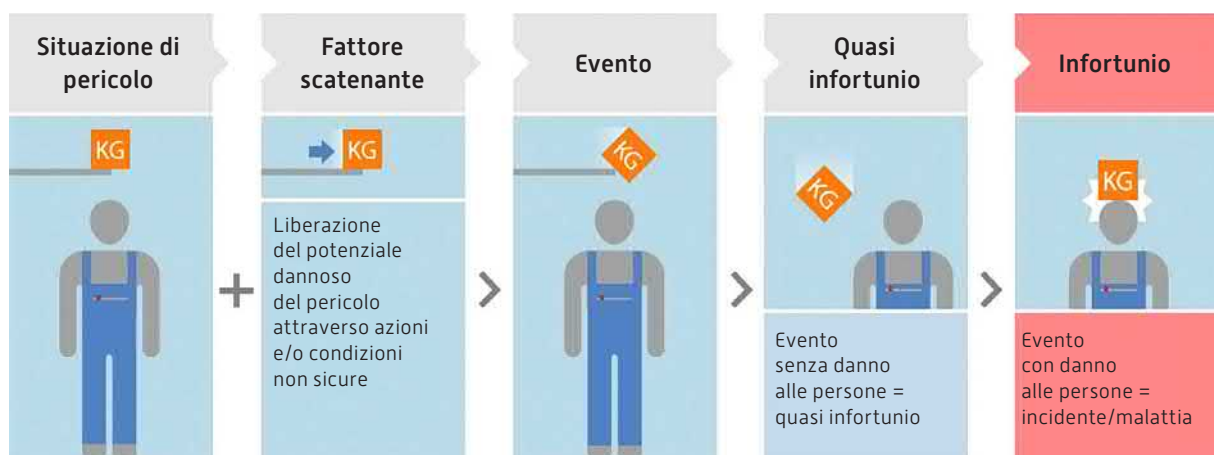 Situazione di
pericolo
Fattore
scatenante
Evento
Quasi
infortunio
Infortunio
KG
KG
KG
KG
KG
Liberazione
del potenziale
dannoso
del pericolo
attraverso azioni
e/o condizioni
non sicure
Evento
senza danno
alle persone =
quasi infortunio
Evento
con danno
alle persone =
incidente/malattia